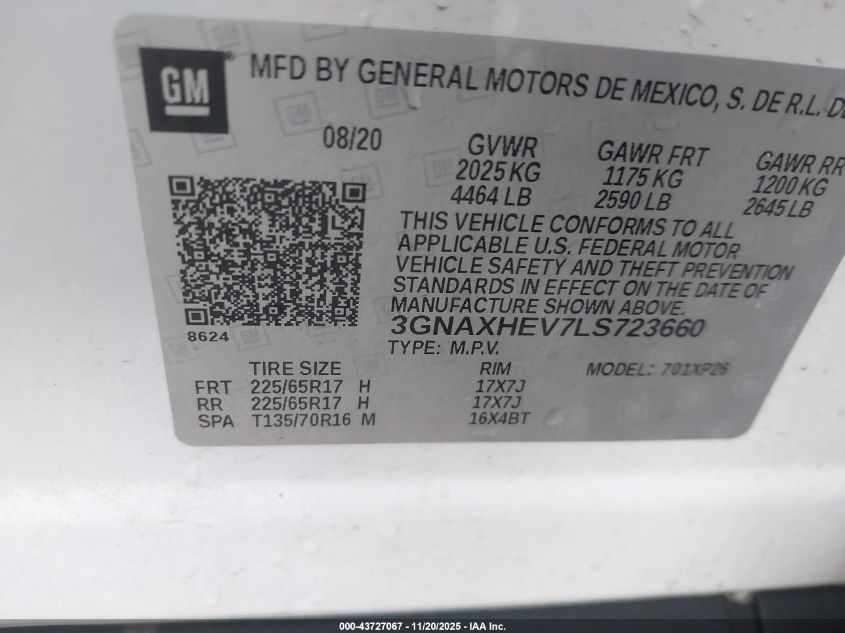 GM MFD BY GENERAL MOTORS DE MEXICO, S. DE R.L. DE
08/20 GVWR GAWR FRT GAWR RR
2025 KG 1175 KG 1200 KG
4464 LB 2590 LB 2645 LB
THIS VEHICLE CONFORMS TO ALL
APPLICABLE U.S. FEDERAL MOTOR
VEHICLE SAFETY AND THEFT PREVENTION
STANDARDS IN EFFECT ON THE DATE OF
MANUFACTURE SHOWN ABOVE.
8624 3GNAXHEV7LS723660
TYPE: M.P.V.
TIRE SIZE RIM MODEL: 701XP26
FRT 225/65R17 H 17X7J
RR 225/65R17 H 17X7J
SPA T135/70R16 M 16X4BT
000-43727067 - 11/20/2025 - IAA Inc.